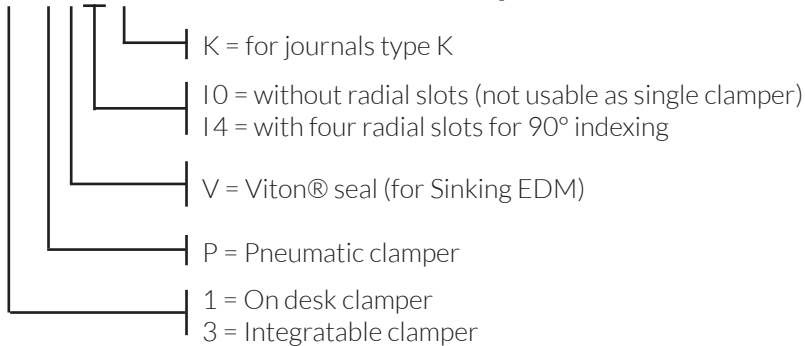 K = for journals type K
I0 = without radial slots (not usable as single clamper)
I4 = with four radial slots for 90° indexing
V = Viton® seal (for Sinking EDM)
P = Pneumatic clamper
1 = On desk clamper
3 = Integratable clamper